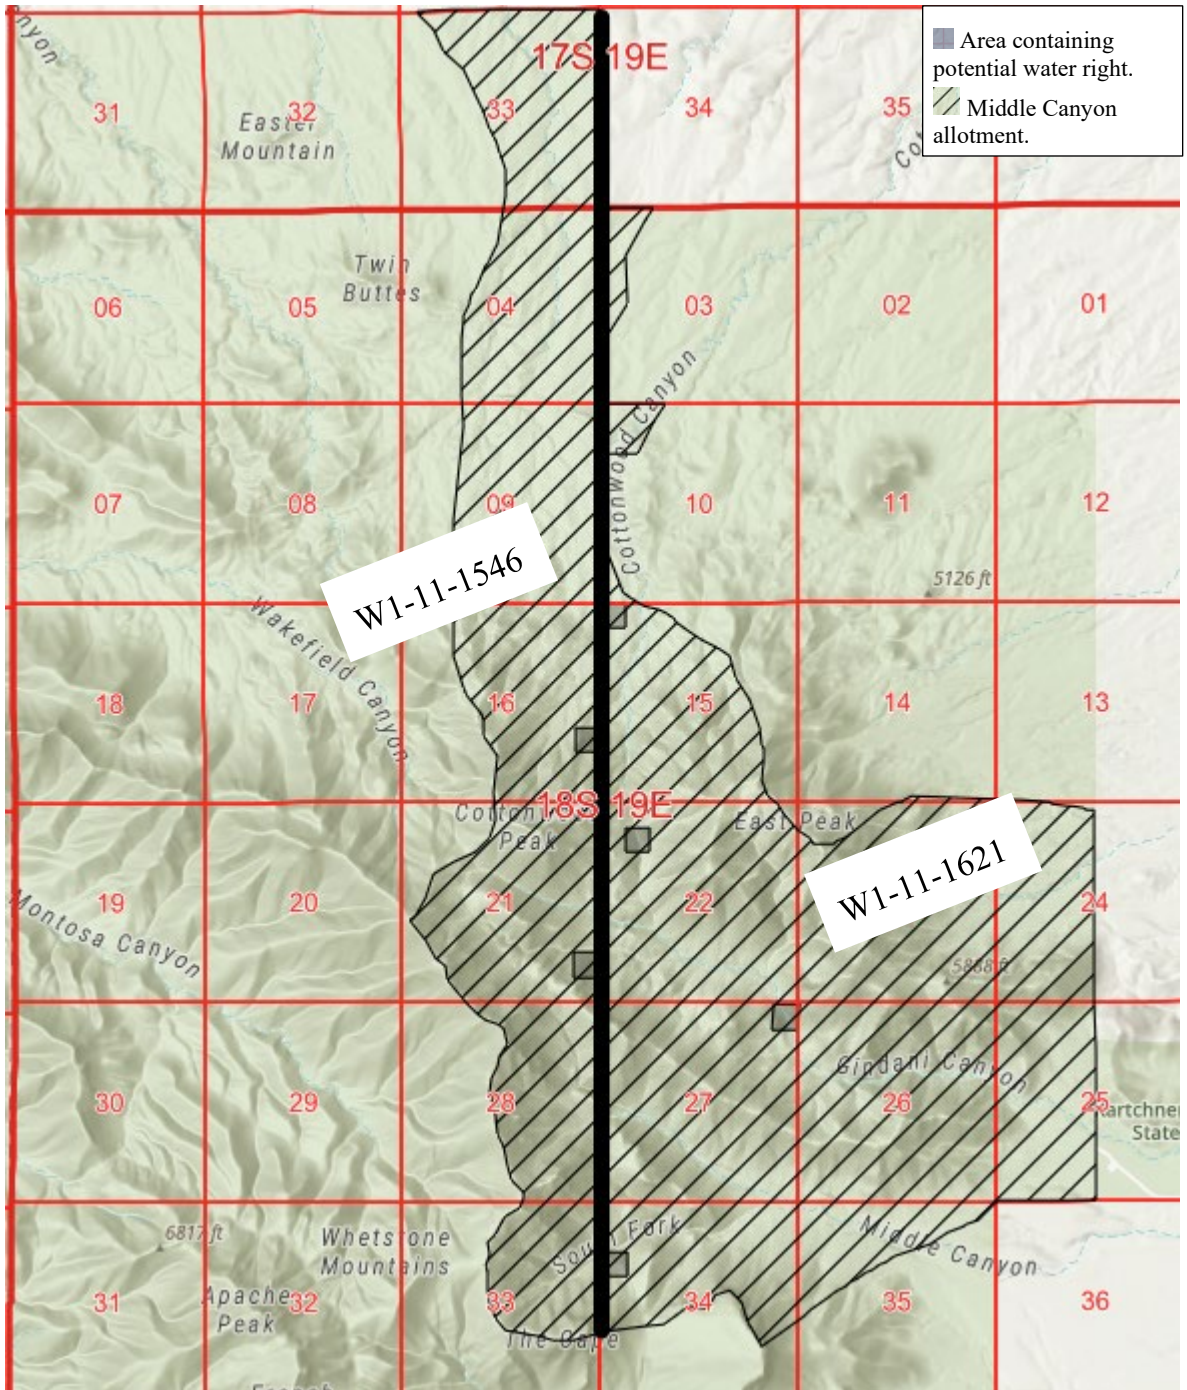 nyon
Area containing
potential water right.
Middle Canyon
allotment.
17S 19E
31
32
33
34
35
Easter
Mountain
Twin
Buttes
06
05
04
03
02
01
Cottonwood Canyon
07
08
09
10
11
12
W1-11-1546
5126 ft
Wakefield Canyon
18
17
16
15
14
13
18S 19E
Peak
East Peak
W1-11-1621
Montosa Canyon
19
20
21
22
24
5888 ft
Gindani Canyon
30
29
28
27
26
25
artchner
State
6817 ft
Whetstone
Mountains
South Fork
Middle Canyon
Apache
Peak
31
32
33
34
35
36
The Cape